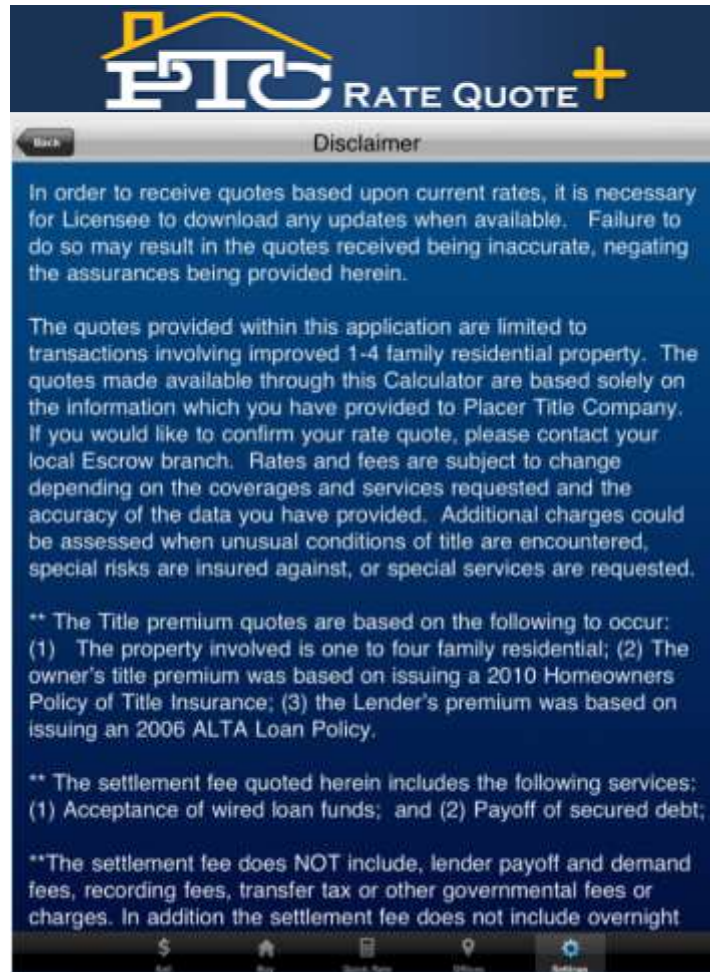 PTC RATE QUOTE +
Back
Disclaimer
In order to receive quotes based upon current rates, it is necessary
for Licensee to download any updates when available. Failure to
do so may result in the quotes received being inaccurate, negating
the assurances being provided herein.
The quotes provided within this application are limited to
transactions involving improved 1-4 family residential property. The
quotes made available through this Calculator are based solely on
the information which you have provided to Placer Title Company.
If you would like to confirm your rate quote, please contact your
local Escrow branch. Rates and fees are subject to change
depending on the coverages and services requested and the
accuracy of the data you have provided. Additional charges could
be assessed when unusual conditions of title are encountered,
special risks are insured against, or special services are requested.
** The Title premium quotes are based on the following to occur:
(1) The property involved is one to four family residential; (2) The
owner's title premium was based on issuing a 2010 Homeowners
Policy of Title Insurance; (3) the Lender's premium was based on
issuing an 2006 ALTA Loan Policy.
** The settlement fee quoted herein includes the following services:
(1) Acceptance of wired loan funds; and (2) Payoff of secured debt;
**The settlement fee does NOT include, lender payoff and demand
fees, recording fees, transfer tax or other governmental fees or
charges. In addition the settlement fee does not include overnight